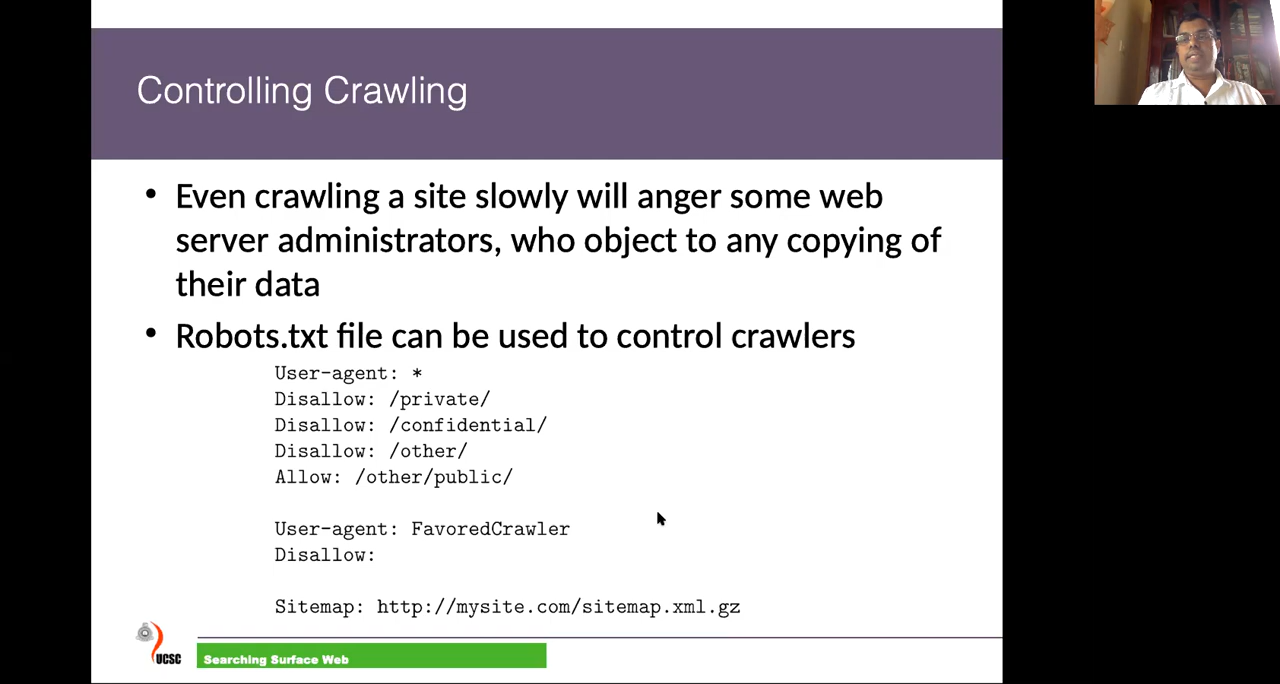 Controlling Crawling
• Even crawling a site slowly will anger some web
server administrators, who object to any copying of
their data
• Robots.txt file can be used to control crawlers
User-agent: *
Disallow: /private/
Disallow: /confidential/
Disallow: /other/
Allow: /other/public/
User-agent: FavoredCrawler
Disallow:
Sitemap: http://mysite.com/sitemap.xml.gz
UCSC
Searching Surface Web